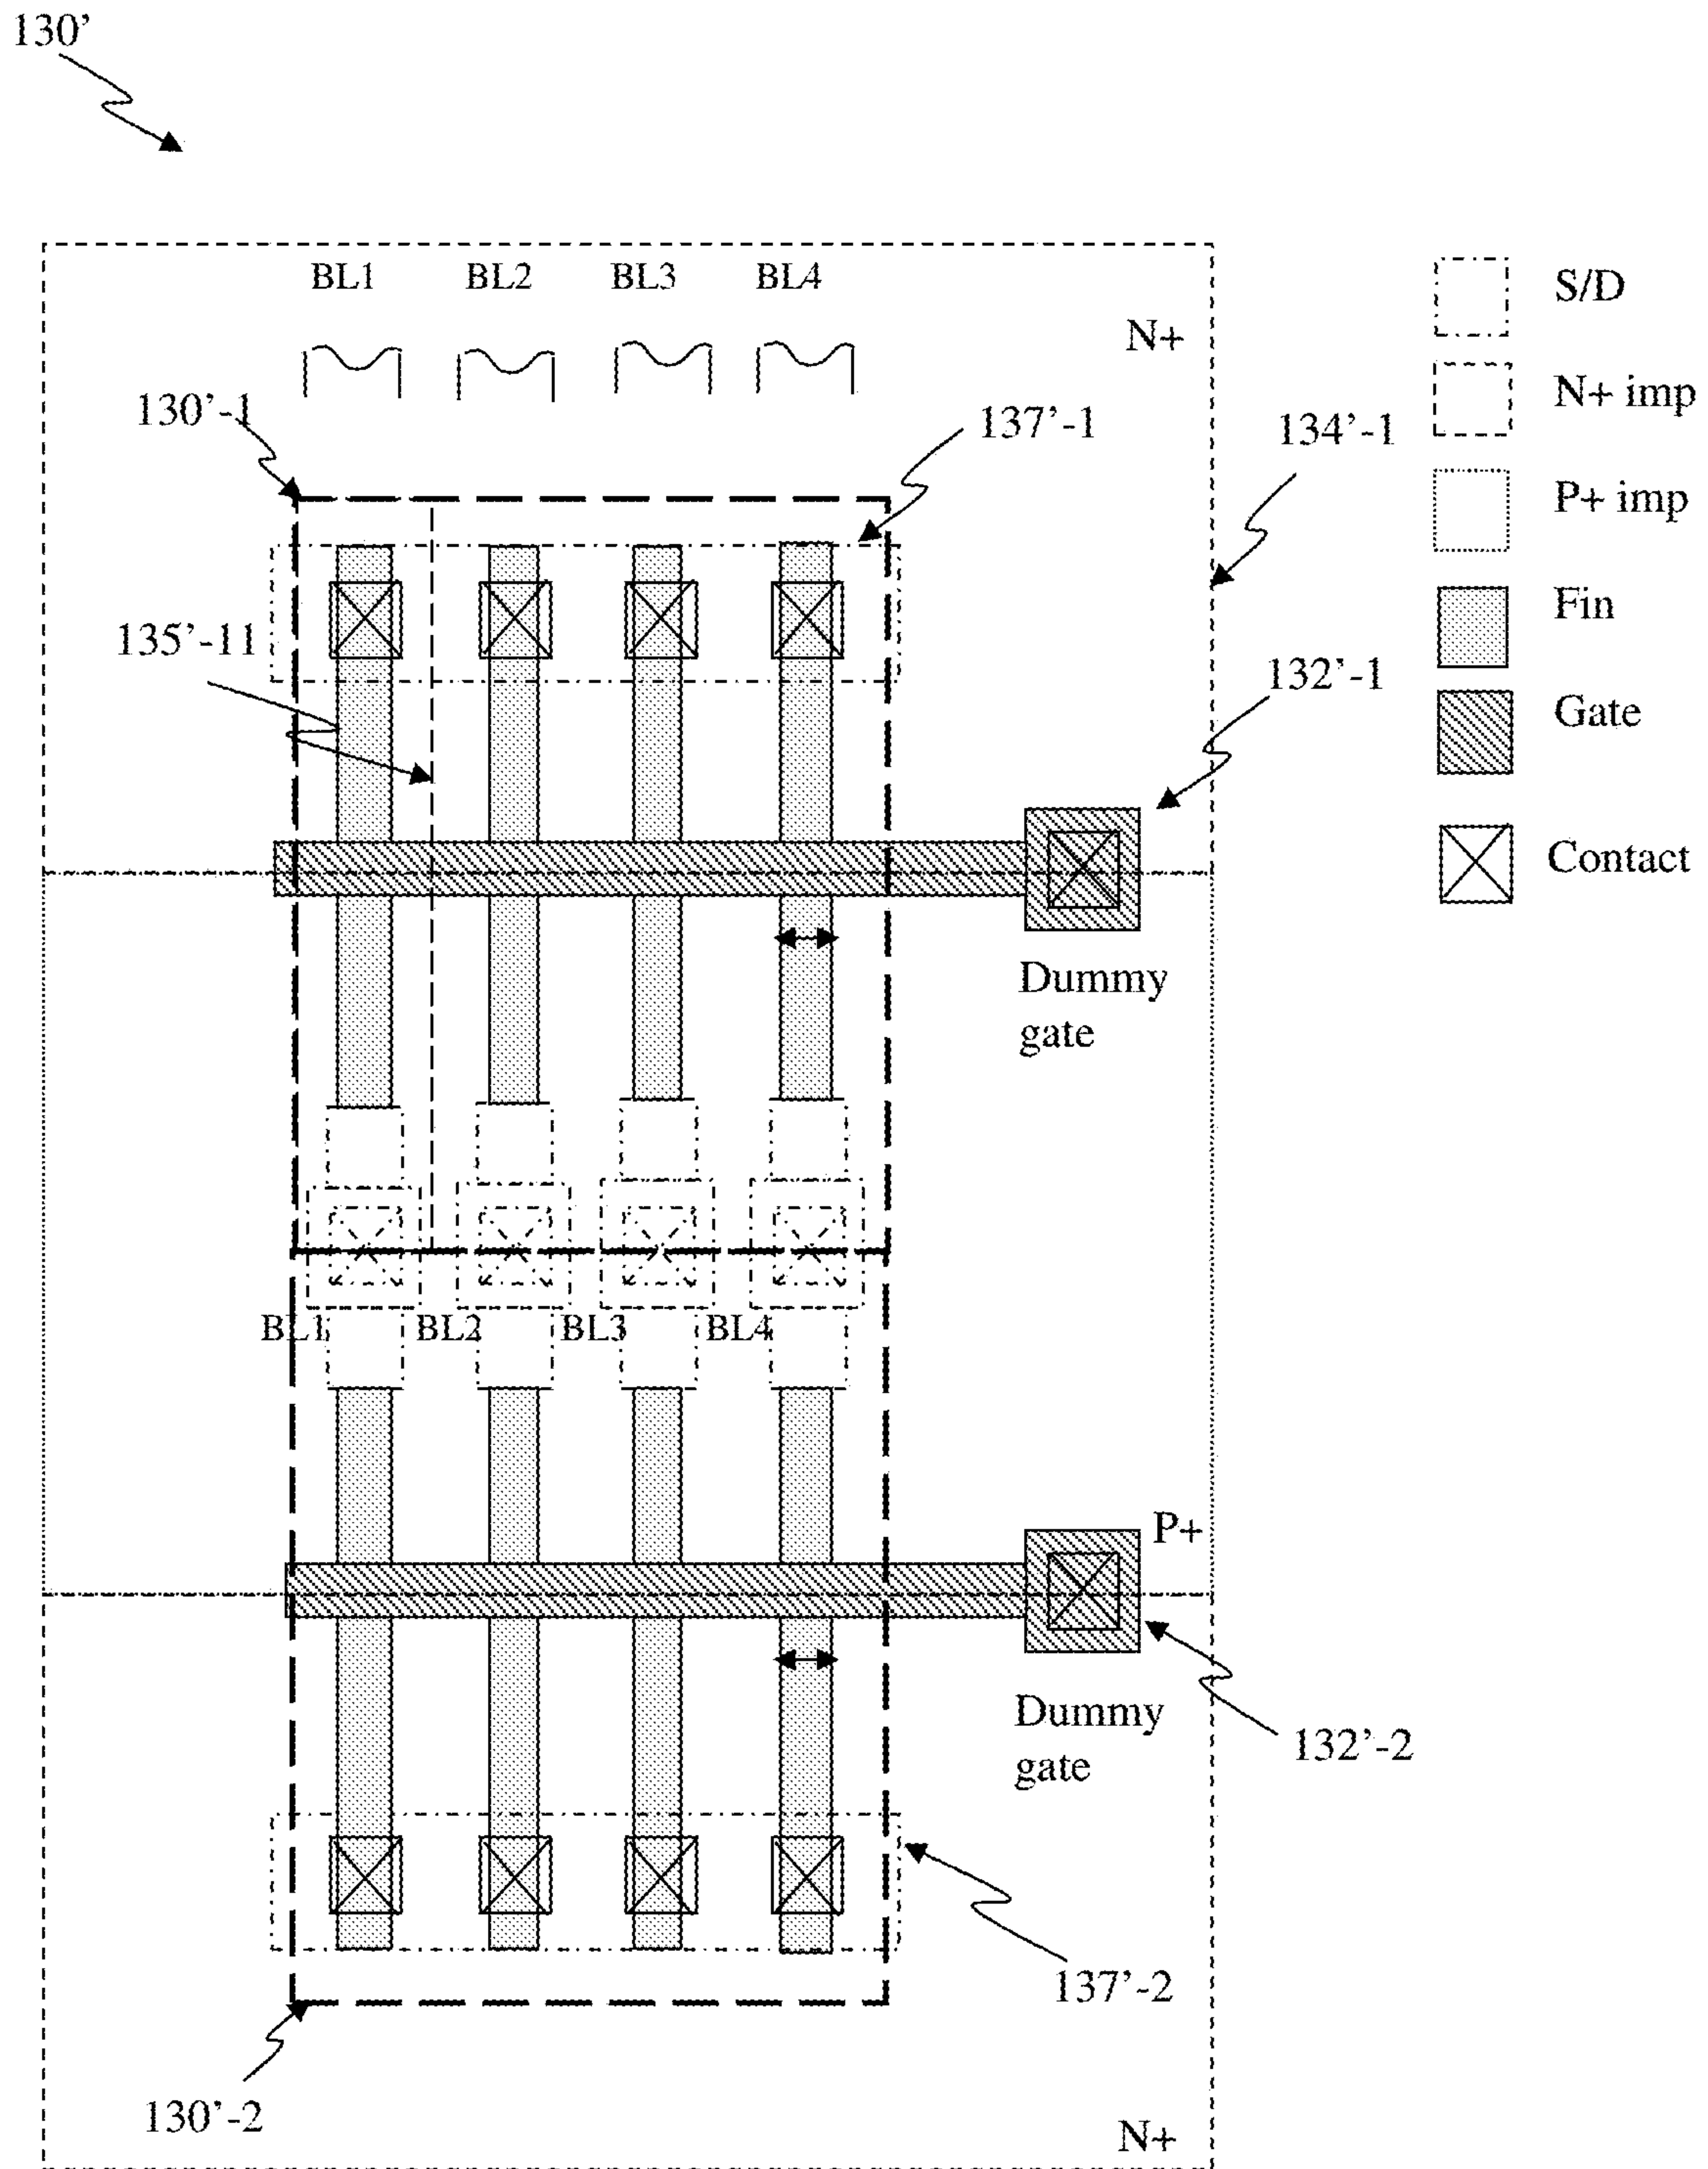 130’
BL1 BL2 BL3 BL4
N+
S/D
N+ imp
P+ imp
Fin
Gate
Contact
130’-1
137’-1
134’-1
135’-11
132’-1
Dummy
gate
BL1 BL2 BL3 BL4
P+
Dummy
gate
132’-2
137’-2
130’-2
N+